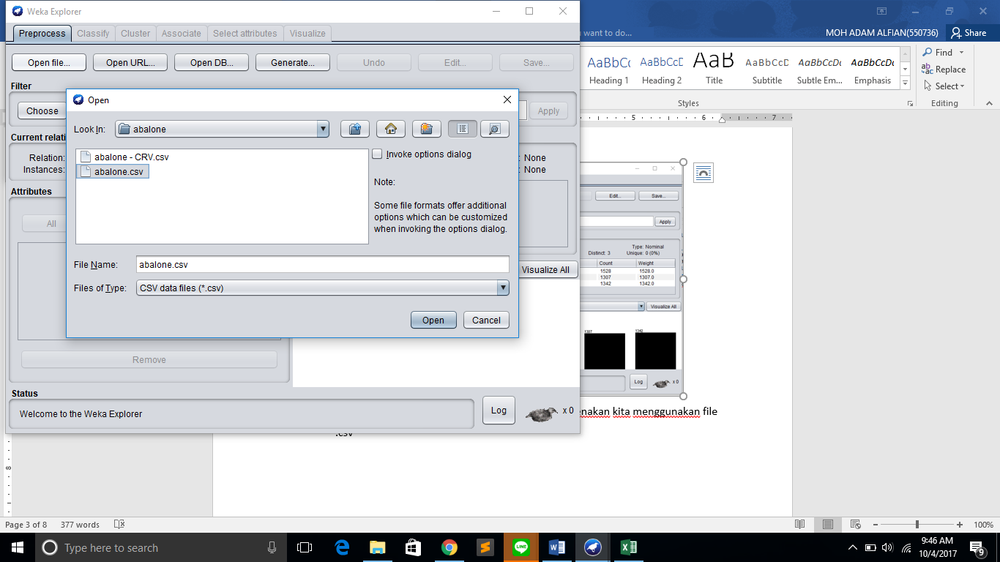 Weka Explorer
Preprocess Classify Cluster Associate Select attributes Visualize
Open file... Open URL... Open DB... Generate... Undo Edit... Save...
Filter
Choose Apply
Current relati
Relation: None
Instances: None
Attributes
All
Remove
Visualize All
Status
Welcome to the Weka Explorer
Log x 0
Open
Look In: abalone
abalone - CRV.csv
abalone.csv
Invoke options dialog
Note:
Some file formats offer additional
options which can be customized
when invoking the options dialog.
File Name: abalone.csv
Files of Type: CSV data files (*.csv)
Open Cancel
want to do... MOH ADAM ALFIAN(550736) Share
AaBbCc AaBbCcD AaB AaBbCcD AaBbCcDt AaBbCcDt
Heading 1 Heading 2 Title Subtitle Subtle Em... Emphasis
Styles
Find
Replace
Select
Editing
5 6 7
Edit... Save...
Apply
Type: Nominal
Distinct: 3 Unique: 0 (0%)
Count Weight
1528 1528.0
1307 1307.0
1342 1342.0
Visualize All
1307 1342
Log x 0
enakan kita menggunakan file
.csv
8
Page 3 of 8 377 words 100%
Type here to search
LINE
9:46 AM
10/4/2017
9